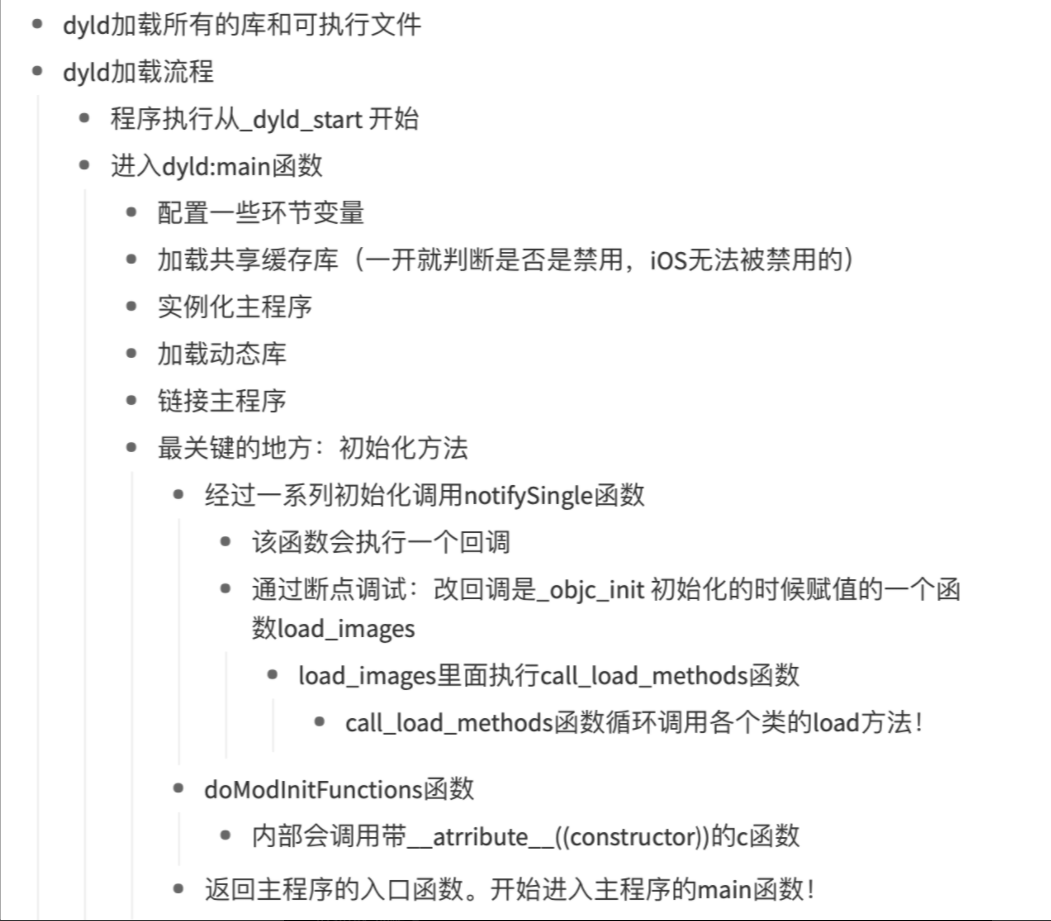 dyld加载所有的库和可执行文件
dyld加载流程
程序执行从_dyld_start 开始
进入dyld:main函数
配置一些环节变量
加载共享缓存库（一开就判断是否是禁用，iOS无法被禁用的）
实例化主程序
加载动态库
链接主程序
最关键的地方：初始化方法
经过一系列初始化调用notifySingle函数
该函数会执行一个回调
通过断点调试：改回调是_objc_init 初始化的时候赋值的一个函
数load_images
load_images里面执行call_load_methods函数
call_load_methods函数循环调用各个类的load方法！
doModInitFunctions函数
内部会调用带__atrribute__((constructor))的c函数
返回主程序的入口函数。开始进入主程序的main函数！